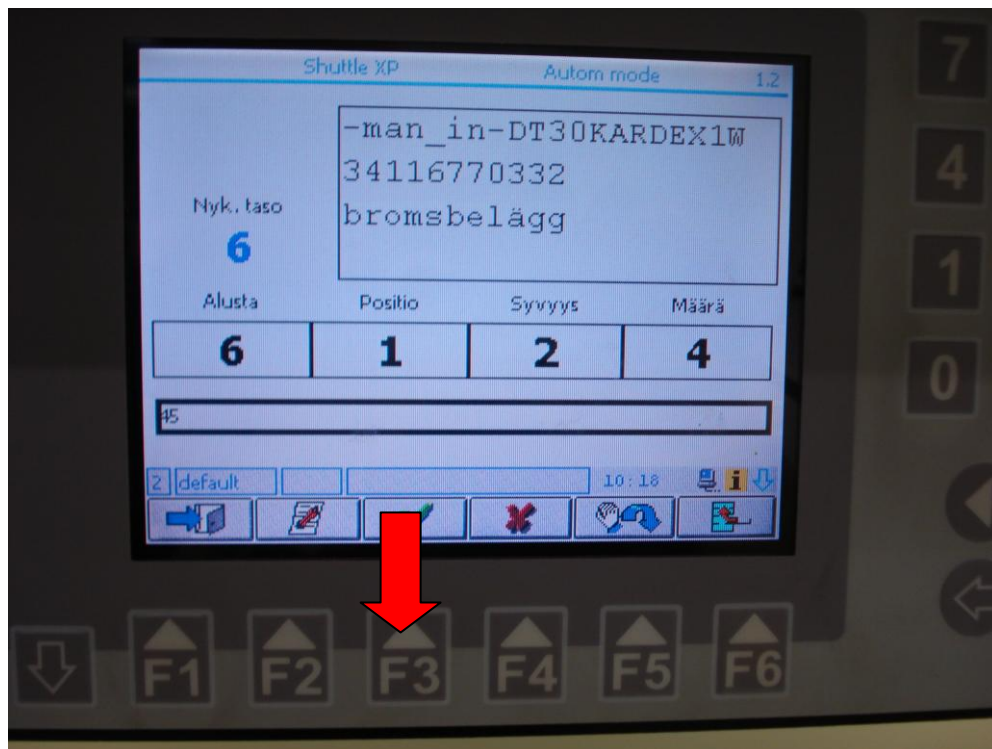 Shuttle XP Autom mode 1.2
-man_in-DT30KARDEX1W
34116770332
bromsbelägg
Nyk. taso
6
Alusta Positio Syvyys Määrä
6 1 2 4
45
2 default 10:18 i
F1 F2 F3 F4 F5 F6
7
4
1
0